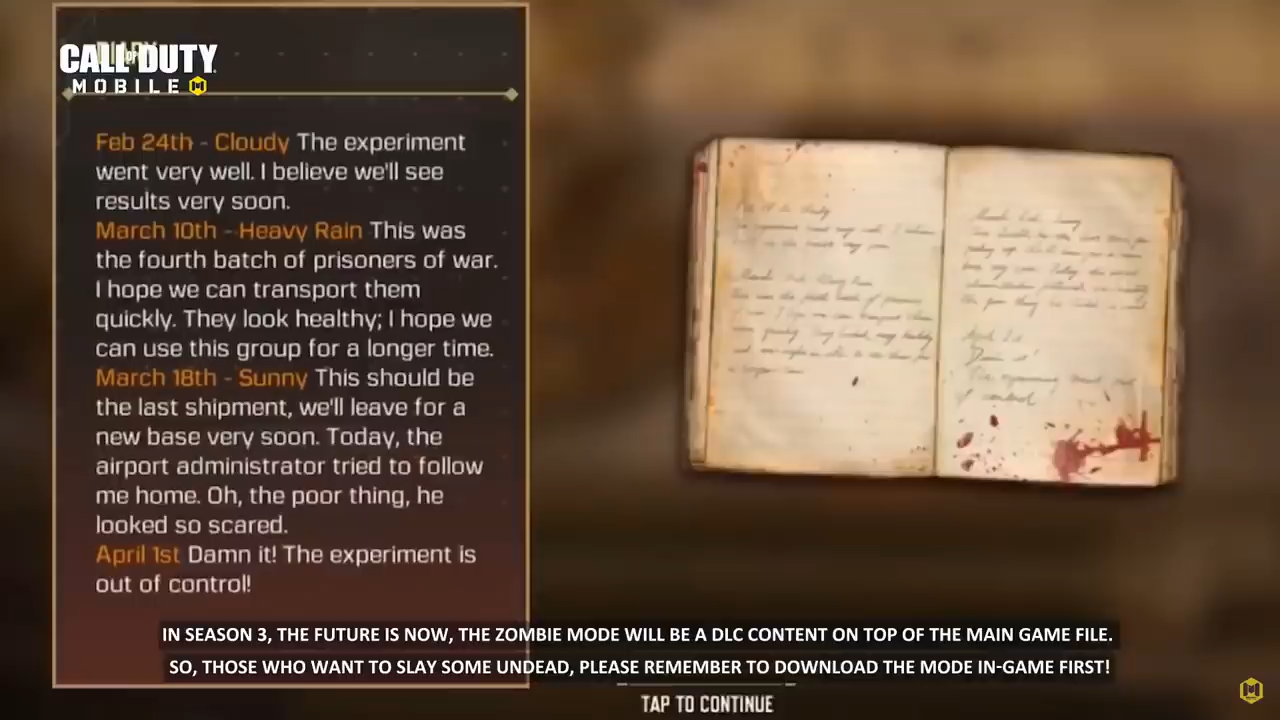 DIARY
CALL OF DUTY
MOBILE
Feb 24th - Cloudy The experiment
went very well. I believe we'll see
results very soon.
March 10th - Heavy Rain This was
the fourth batch of prisoners of war.
I hope we can transport them
quickly. They look healthy; I hope we
can use this group for a longer time.
March 18th - Sunny This should be
the last shipment, we'll leave for a
new base very soon. Today, the
airport administrator tried to follow
me home. Oh, the poor thing, he
looked so scared.
April 1st Damn it! The experiment is
out of control!
Damn it!
of control
IN SEASON 3, THE FUTURE IS NOW, THE ZOMBIE MODE WILL BE A DLC CONTENT ON TOP OF THE MAIN GAME FILE.
SO, THOSE WHO WANT TO SLAY SOME UNDEAD, PLEASE REMEMBER TO DOWNLOAD THE MODE IN-GAME FIRST!
TAP TO CONTINUE